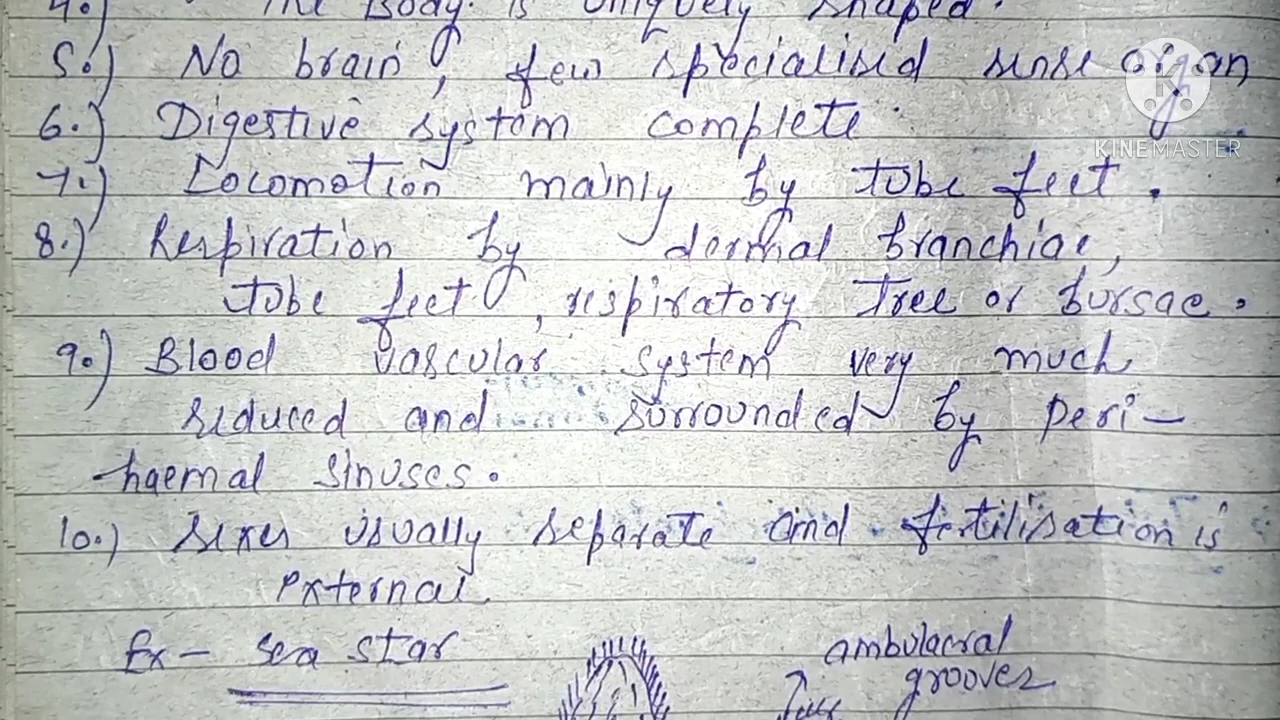 4.) The Body is uniquely shaped.
5.) No brain, few specialised sense organ
KINEMASTER
6.) Digestive system complete.
7.) Locomotion mainly by tube feet.
8.) Respiration by dermal branchiae,
tube feet, respiratory tree or bursae.
9.) Blood vascular system very much
reduced and surrounded by peri-
haemal sinuses.
10.) sexes usually separate and fertilisation is
external
Ex - sea star
ambulacral
grooves